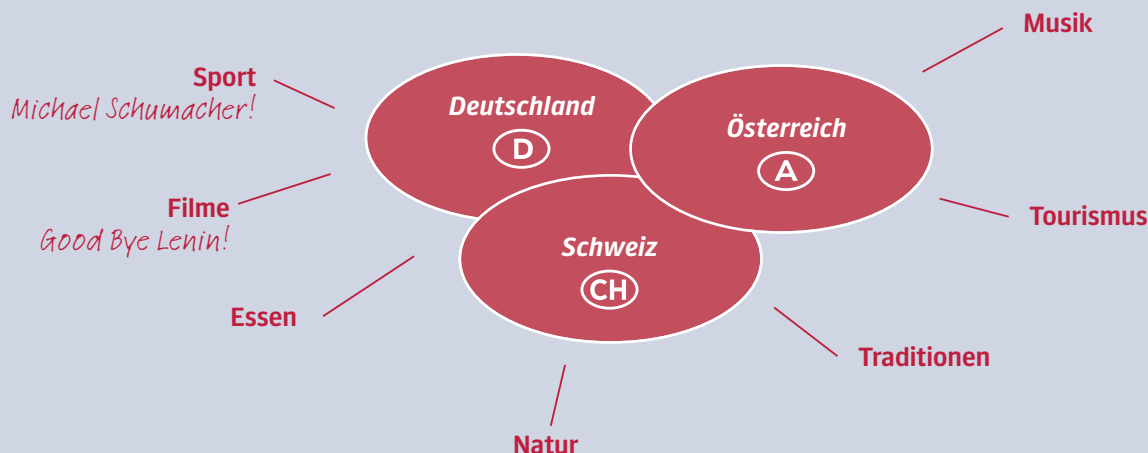 Musik
Sport
Michael Schumacher!
Deutschland
D
Österreich
A
Filme
Good Bye Lenin!
Tourismus
Schweiz
CH
Essen
Traditionen
Natur